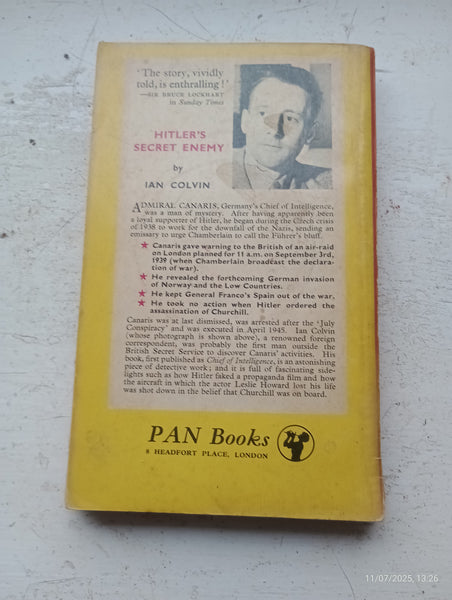 'The story, vividly
told, is enthralling!'
—SIR BRUCE LOCKHART
in Sunday Times
HITLER'S
SECRET ENEMY
by
IAN COLVIN
ADMIRAL CANARIS, Germany's Chief of Intelligence,
was a man of mystery. After having apparently been
a loyal supporter of Hitler, he began during the Czech crisis
of 1938 to work for the downfall of the Nazis, sending an
emissary to urge Chamberlain to call the Führer's bluff.
★ Canaris gave warning to the British of an air-raid
on London planned for 11 a.m. on September 3rd,
1939 (when Chamberlain broadcast the declara-
tion of war).
★ He revealed the forthcoming German invasion
of Norway and the Low Countries.
★ He kept General Franco's Spain out of the war.
★ He took no action when Hitler ordered the
assassination of Churchill.
Canaris was at last dismissed, was arrested after the 'July
Conspiracy' and was executed in April 1945. Ian Colvin
(whose photograph is shown above), a renowned foreign
correspondent, was probably the first man outside the
British Secret Service to discover Canaris' activities. His
book, first published as Chief of Intelligence, is an astonishing
piece of detective work; and it is full of fascinating side-
lights such as how Hitler faked a propaganda film and how
the aircraft in which the actor Leslie Howard lost his life
was shot down in the belief that Churchill was on board.
PAN Books
8 HEADFORT PLACE, LONDON
11/07/2025, 13:26